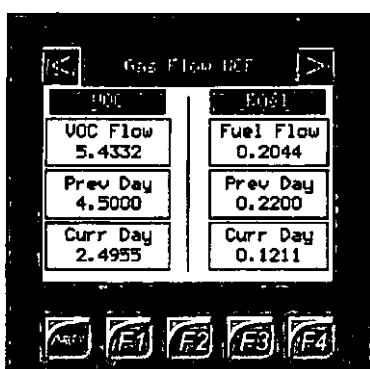 <
Gas Flow MCF
>
VOC
Fuel
VOC Flow
5.4332
Fuel Flow
0.2044
Prev Day
4.5000
Prev Day
0.2200
Curr Day
2.4955
Curr Day
0.1211
F1
F2
F3
F4